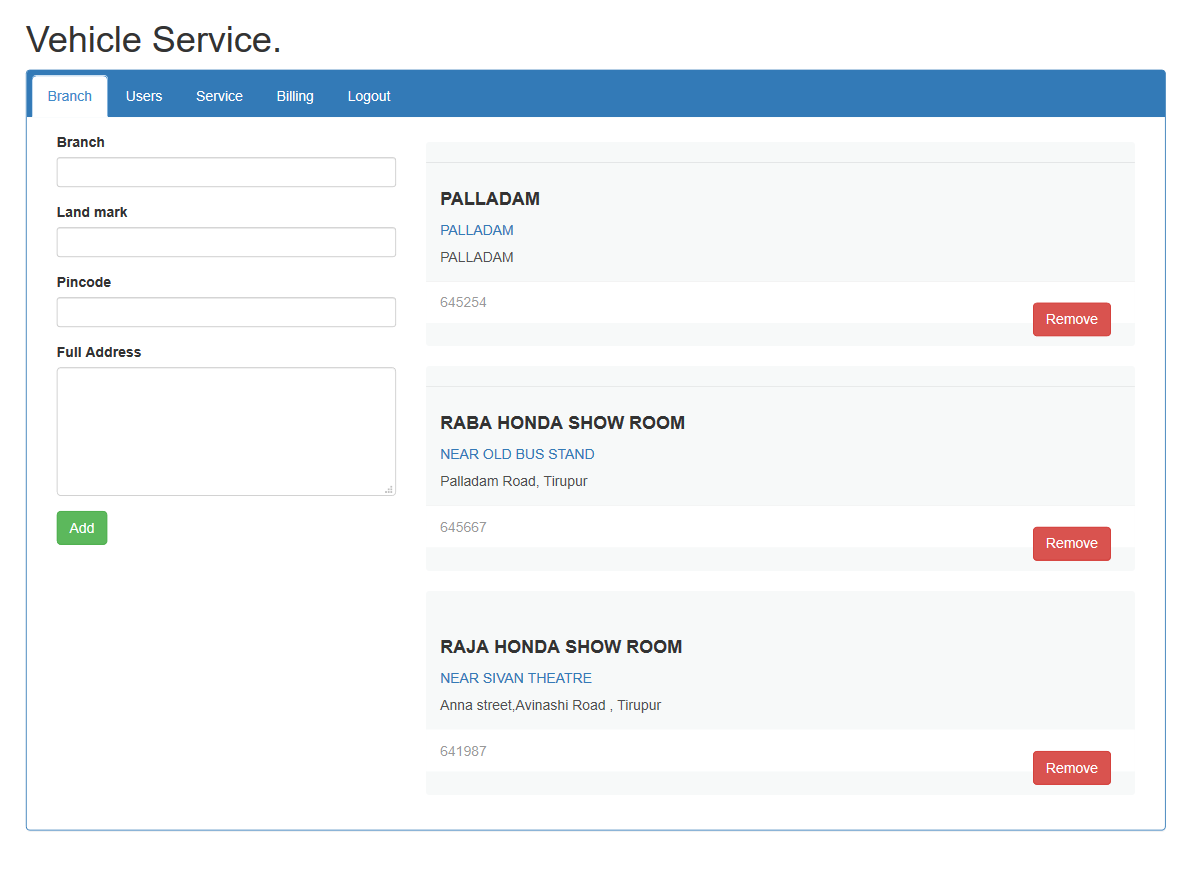 Vehicle Service.
Branch Users Service Billing Logout
Branch
Land mark
Pincode
Full Address
Add
PALLADAM
PALLADAM
PALLADAM
645254
Remove
RABA HONDA SHOW ROOM
NEAR OLD BUS STAND
Palladam Road, Tirupur
645667
Remove
RAJA HONDA SHOW ROOM
NEAR SIVAN THEATRE
Anna street,Avinashi Road , Tirupur
641987
Remove